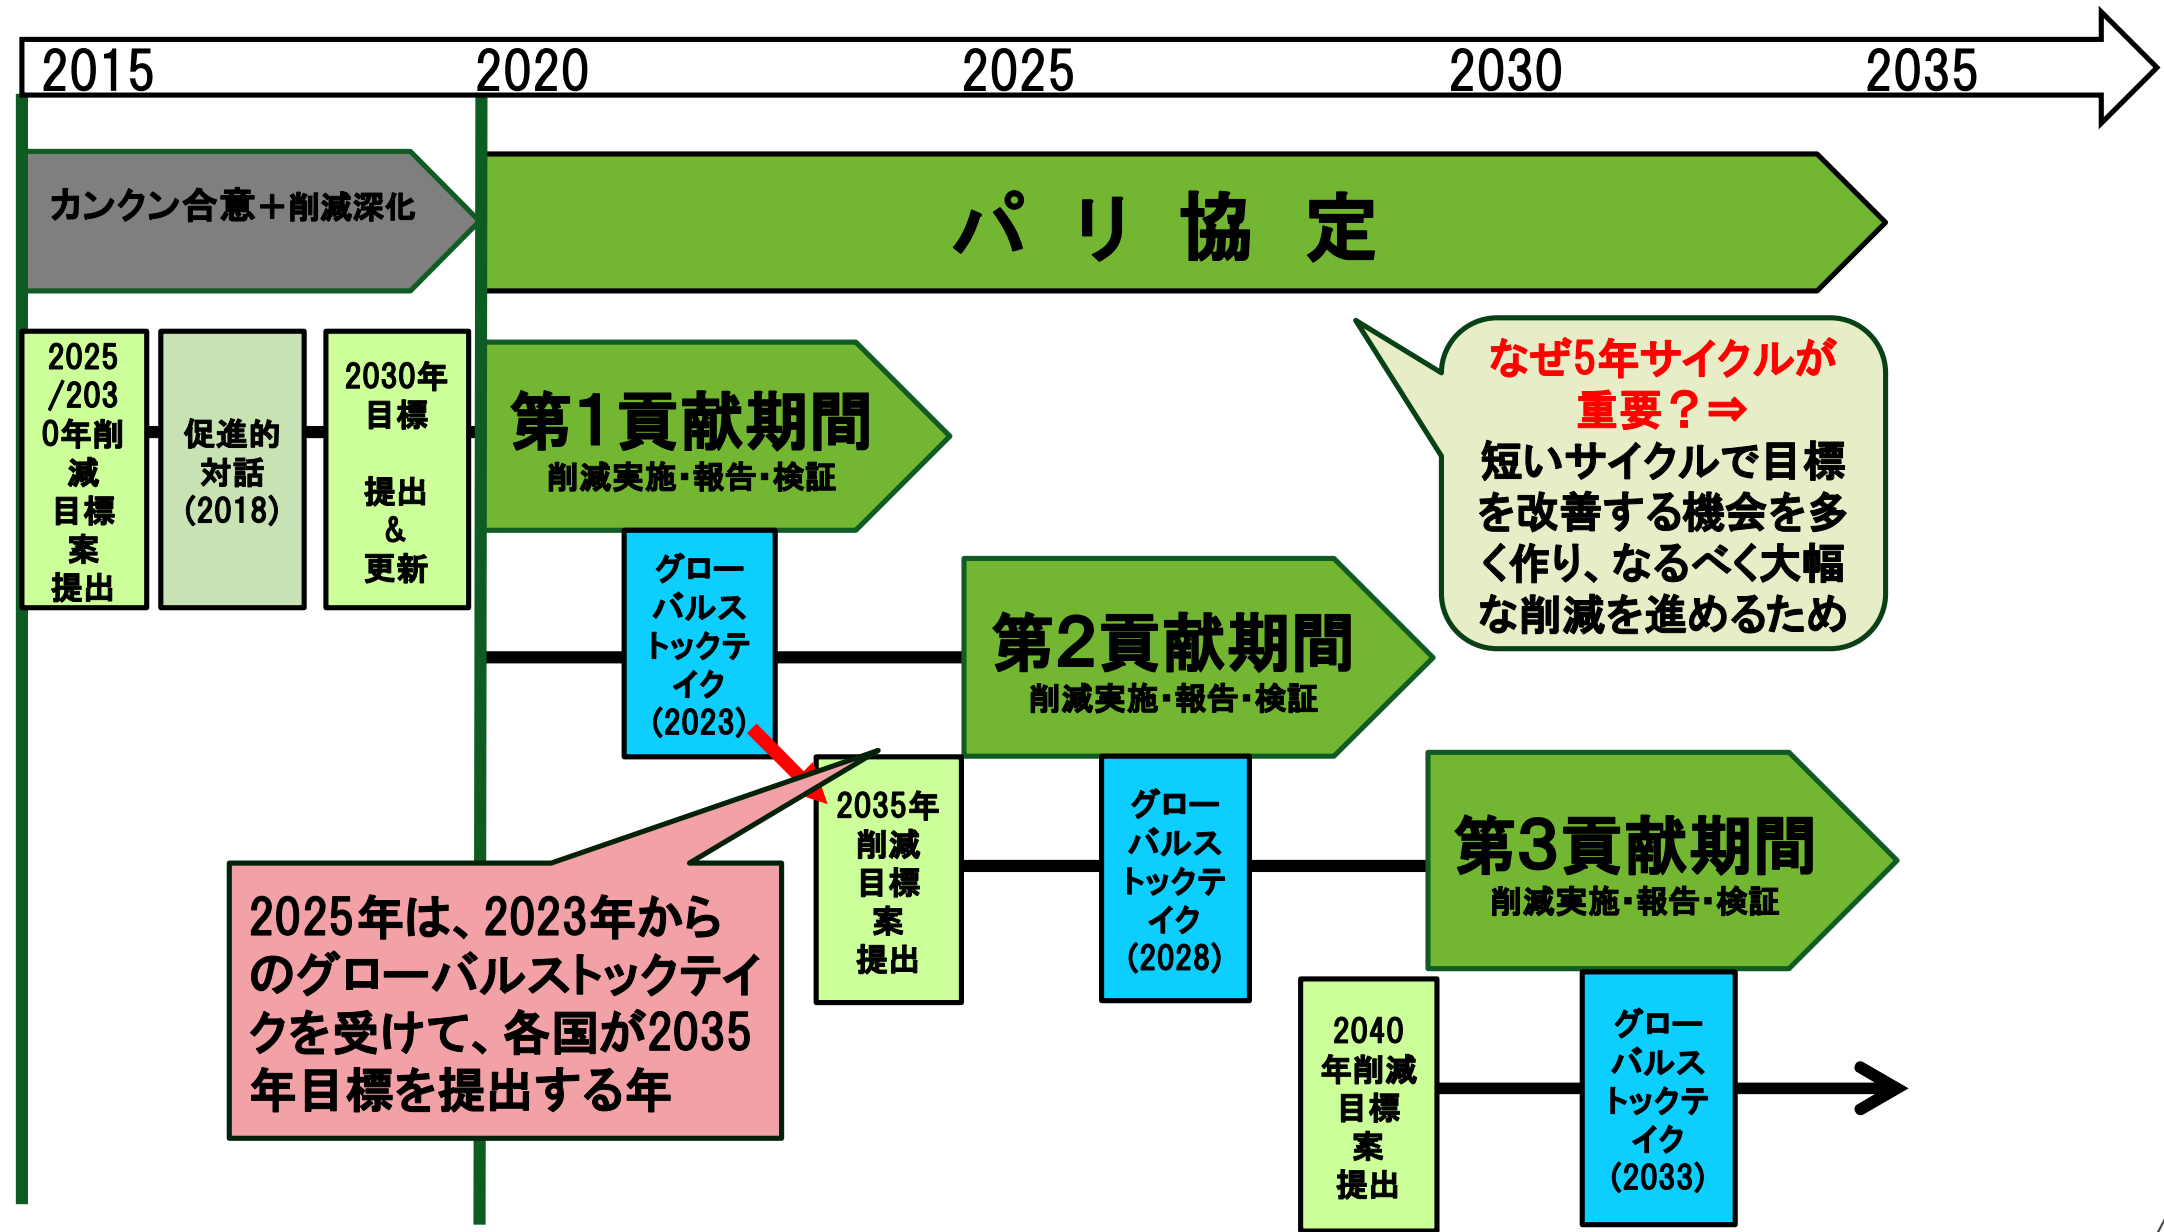 2015
2020
2025
2030
2035
カンクン合意+削減深化
パリ協定
2025
/203
0年削
減
目標
案
提出
促進的
対話
(2018)
2030年
目標
提出
&
更新
第1貢献期間
削減実施・報告・検証
なぜ5年サイクルが
重要？⇒
短いサイクルで目標
を改善する機会を多
く作り、なるべく大幅
な削減を進めるため
グロー
バルス
トックテ
イク
(2023)
第2貢献期間
削減実施・報告・検証
2035年
削減
目標
案
提出
グロー
バルス
トックテ
イク
(2028)
第3貢献期間
削減実施・報告・検証
2025年は、2023年から
のグローバルストックテイ
クを受けて、各国が2035
年目標を提出する年
2040
年削減
目標
案
提出
グロー
バルス
トックテ
イク
(2033)